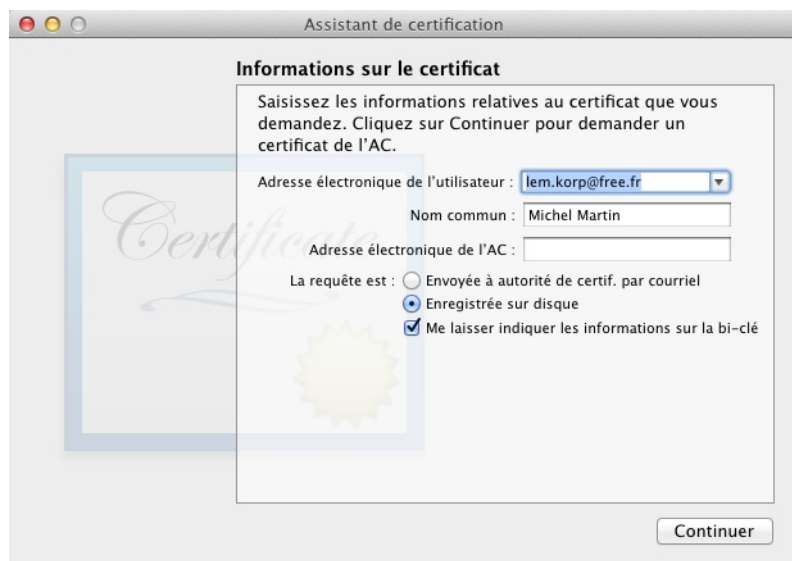 Assistant de certification
Informations sur le certificat
Saisissez les informations relatives au certificat que vous
demandez. Cliquez sur Continuer pour demander un
certificat de l'AC.
Adresse électronique de l'utilisateur : lem.korp@free.fr
Nom commun : Michel Martin
Adresse électronique de l'AC :
La requête est : Envoyée à autorité de certif. par courriel
Enregistrée sur disque
Me laisser indiquer les informations sur la bi-clé
Certificate
Continuer